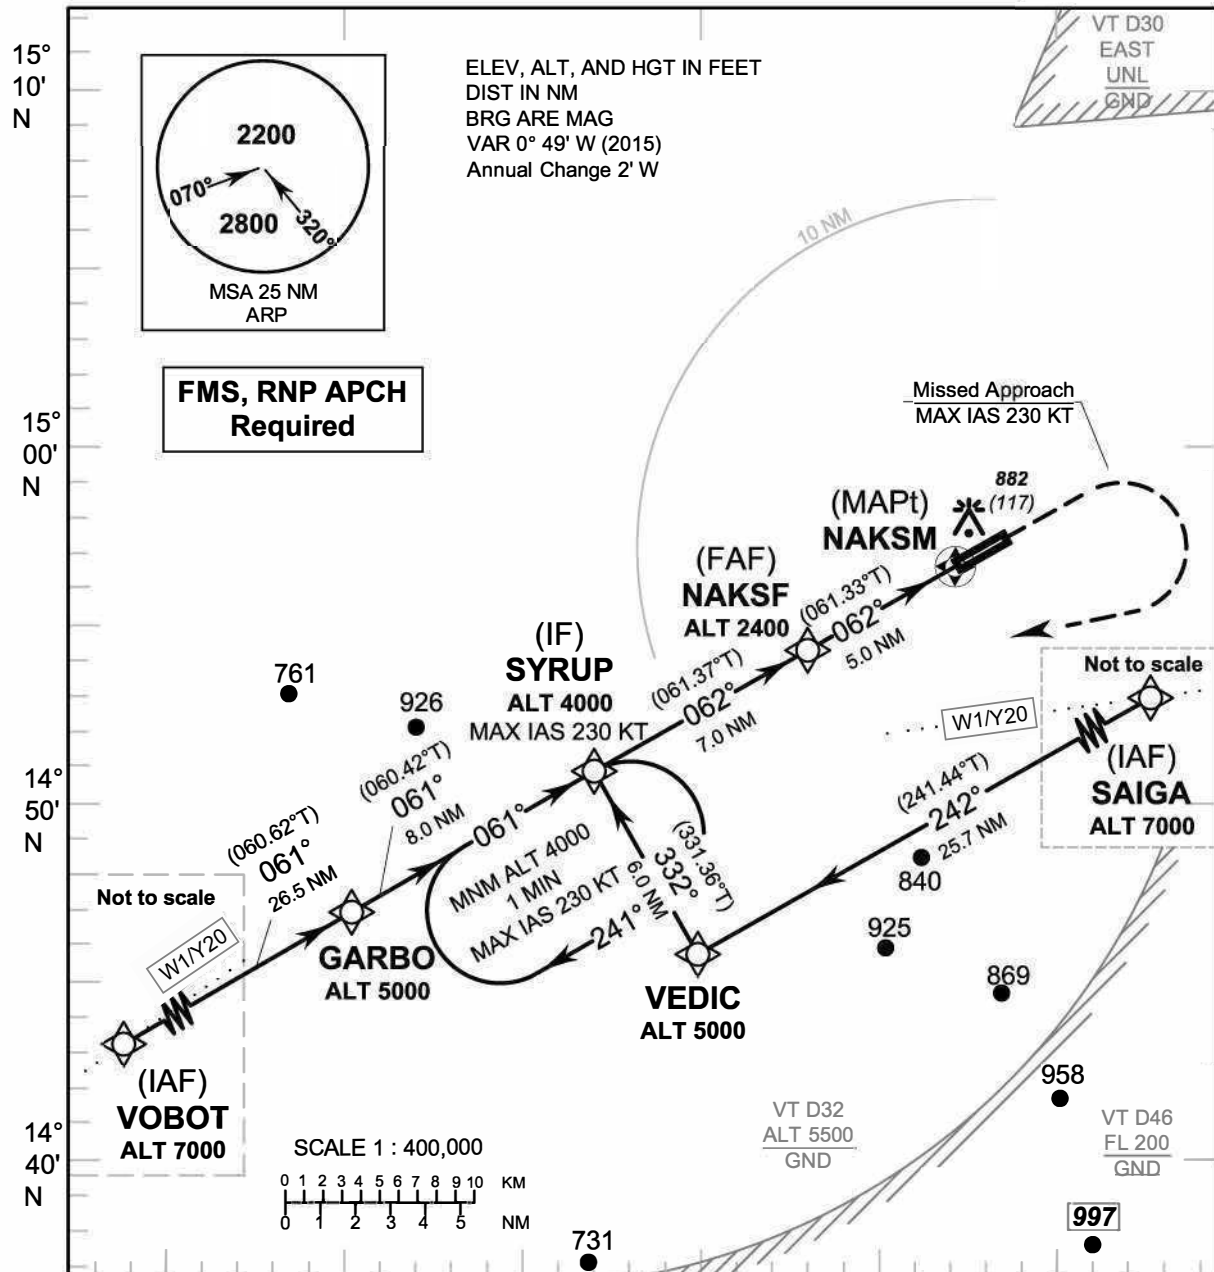 15°
10'
N
2200
070°
2800
320°
MSA 25 NM
ARP
ELEV, ALT, AND HGT IN FEET
DIST IN NM
BRG ARE MAG
VAR 0° 49' W (2015)
Annual Change 2' W
VT D30
EAST
UNL
GND
FMS, RNP APCH
Required
10 NM
Missed Approach
MAX IAS 230 KT
15°
00'
N
882
(117)
(MAPt)
NAKSM
(FAF)
NAKSF
ALT 2400
(061.33°T)
062°
5.0 NM
(IF)
SYRUP
ALT 4000
MAX IAS 230 KT
(061.37°T)
062°
7.0 NM
761
926
Not to scale
W1/Y20
(IAF)
SAIGA
ALT 7000
14°
50'
N
(060.42°T)
061°
8.0 NM
(060.62°T)
061°
26.5 NM
061°
MNM ALT 4000
1 MIN
MAX IAS 230 KT
241°
(331.36°T)
332°
6.0 NM
(241.44°T)
242°
25.7 NM
840
925
869
Not to scale
W1/Y20
GARBO
ALT 5000
VEDIC
ALT 5000
(IAF)
VOBOT
ALT 7000
958
VT D32
ALT 5500
GND
VT D46
FL 200
GND
14°
40'
N
SCALE 1 : 400,000
0 1 2 3 4 5 6 7 8 9 10 KM
0 1 2 3 4 5 NM
731
997